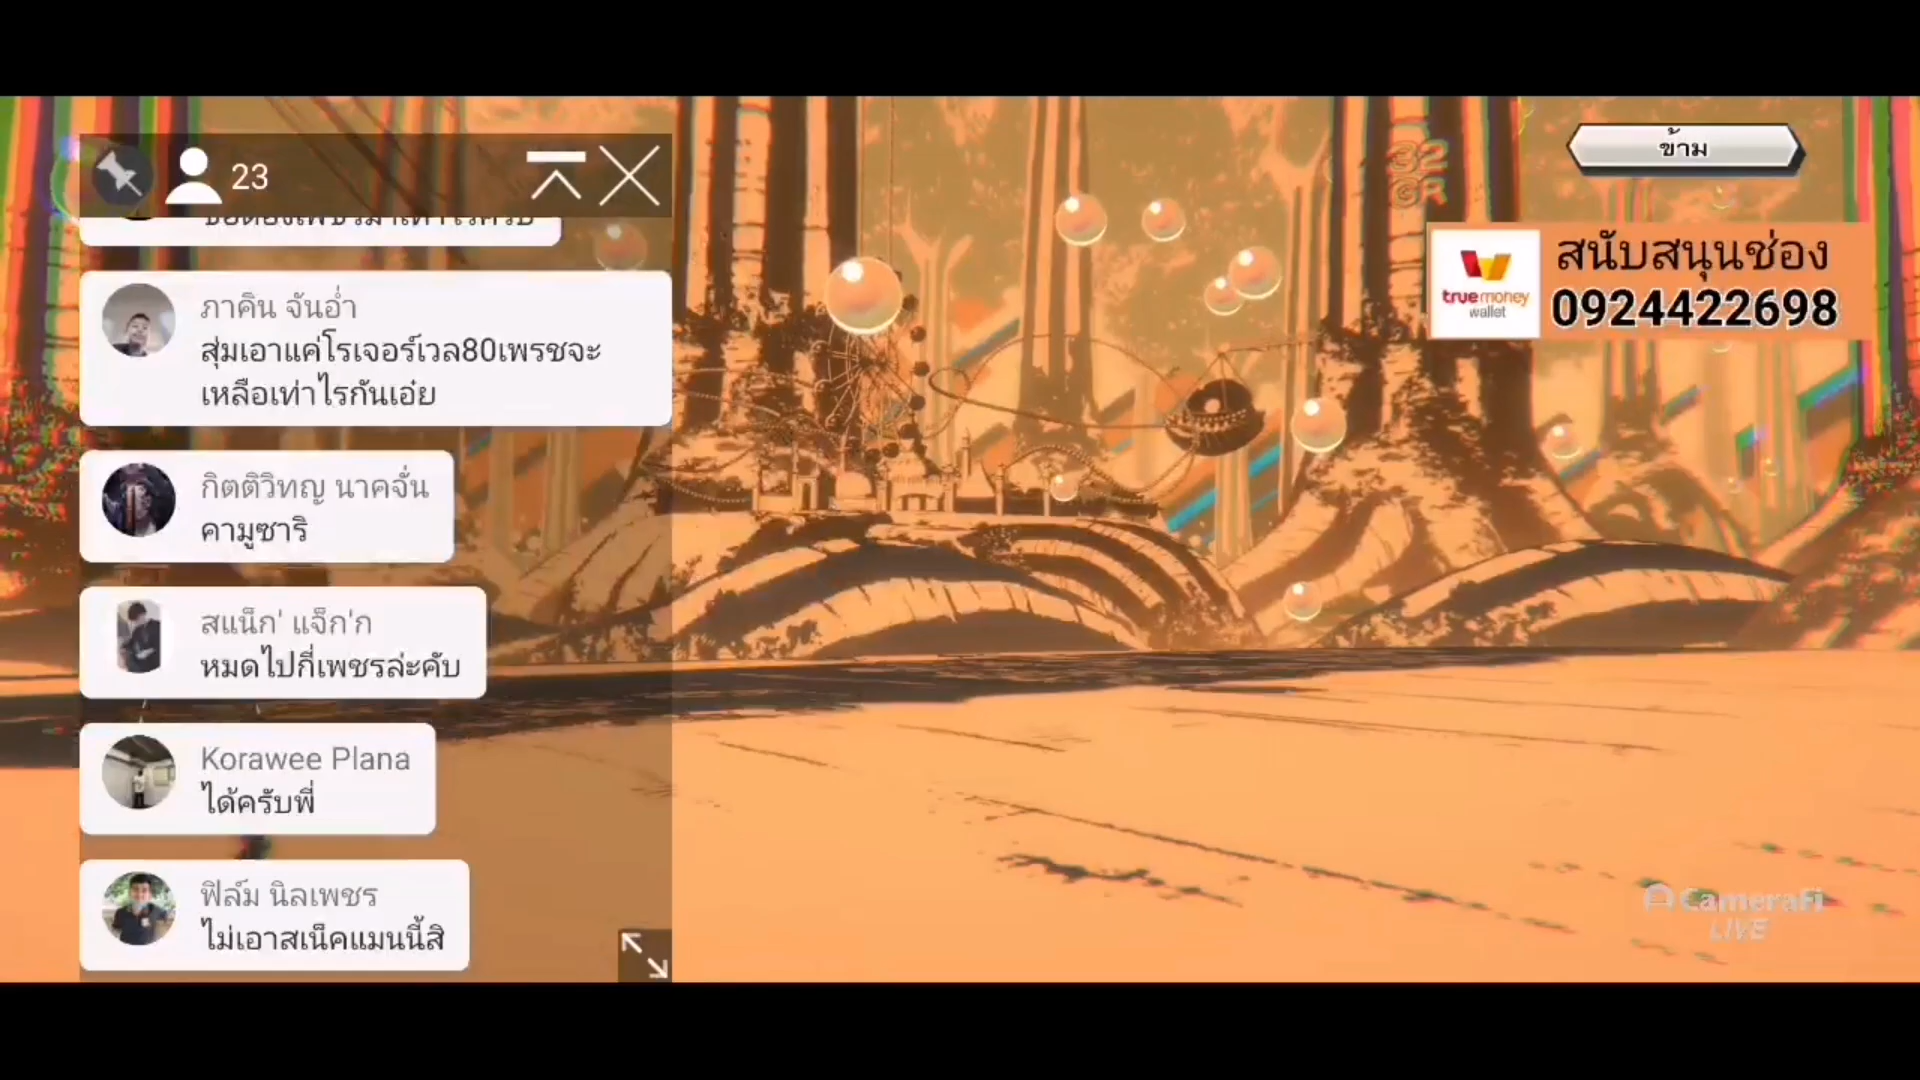 23
ภาคิน จันอ่ำ
สุ่มเอาแค่โรเจอร์เวล80เพรชจะ
เหลือเท่าไรกันเอ๋ย
กิตติวิทญ นาคจั่น
คามูซาริ
สแน็ก' แจ็ก'ก
หมดไปกี่เพชรล่ะคับ
Korawee Plana
ได้ครับพี่
ฟิล์ม นิลเพชร
ไม่เอาสเน็คแมนนี้สิ
32
GR
ข้าม
true money
wallet
สนับสนุนช่อง
0924422698
CameraFi
LIVE